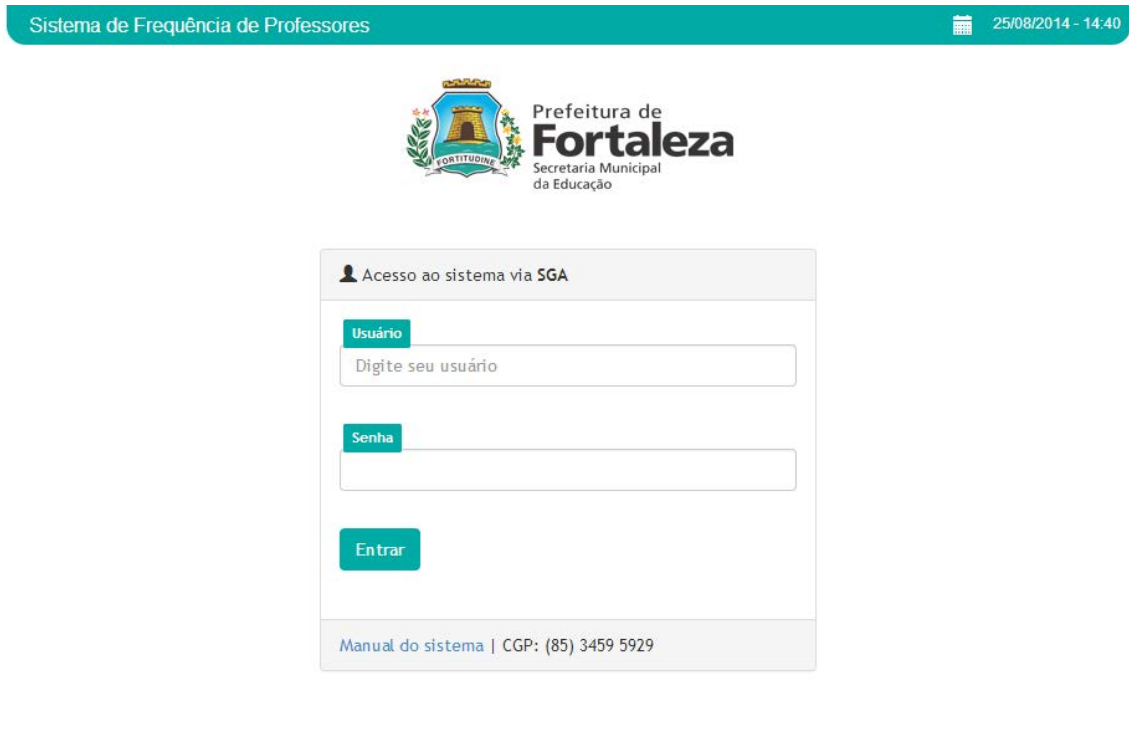 Sistema de Frequência de Professores
25/08/2014 - 14:40
Prefeitura de
Fortaleza
Secretaria Municipal
da Educação
FORTITUDINE
Acesso ao sistema via SGA
Usuário
Digite seu usuário
Senha
Entrar
Manual do sistema | CGP: (85) 3459 5929